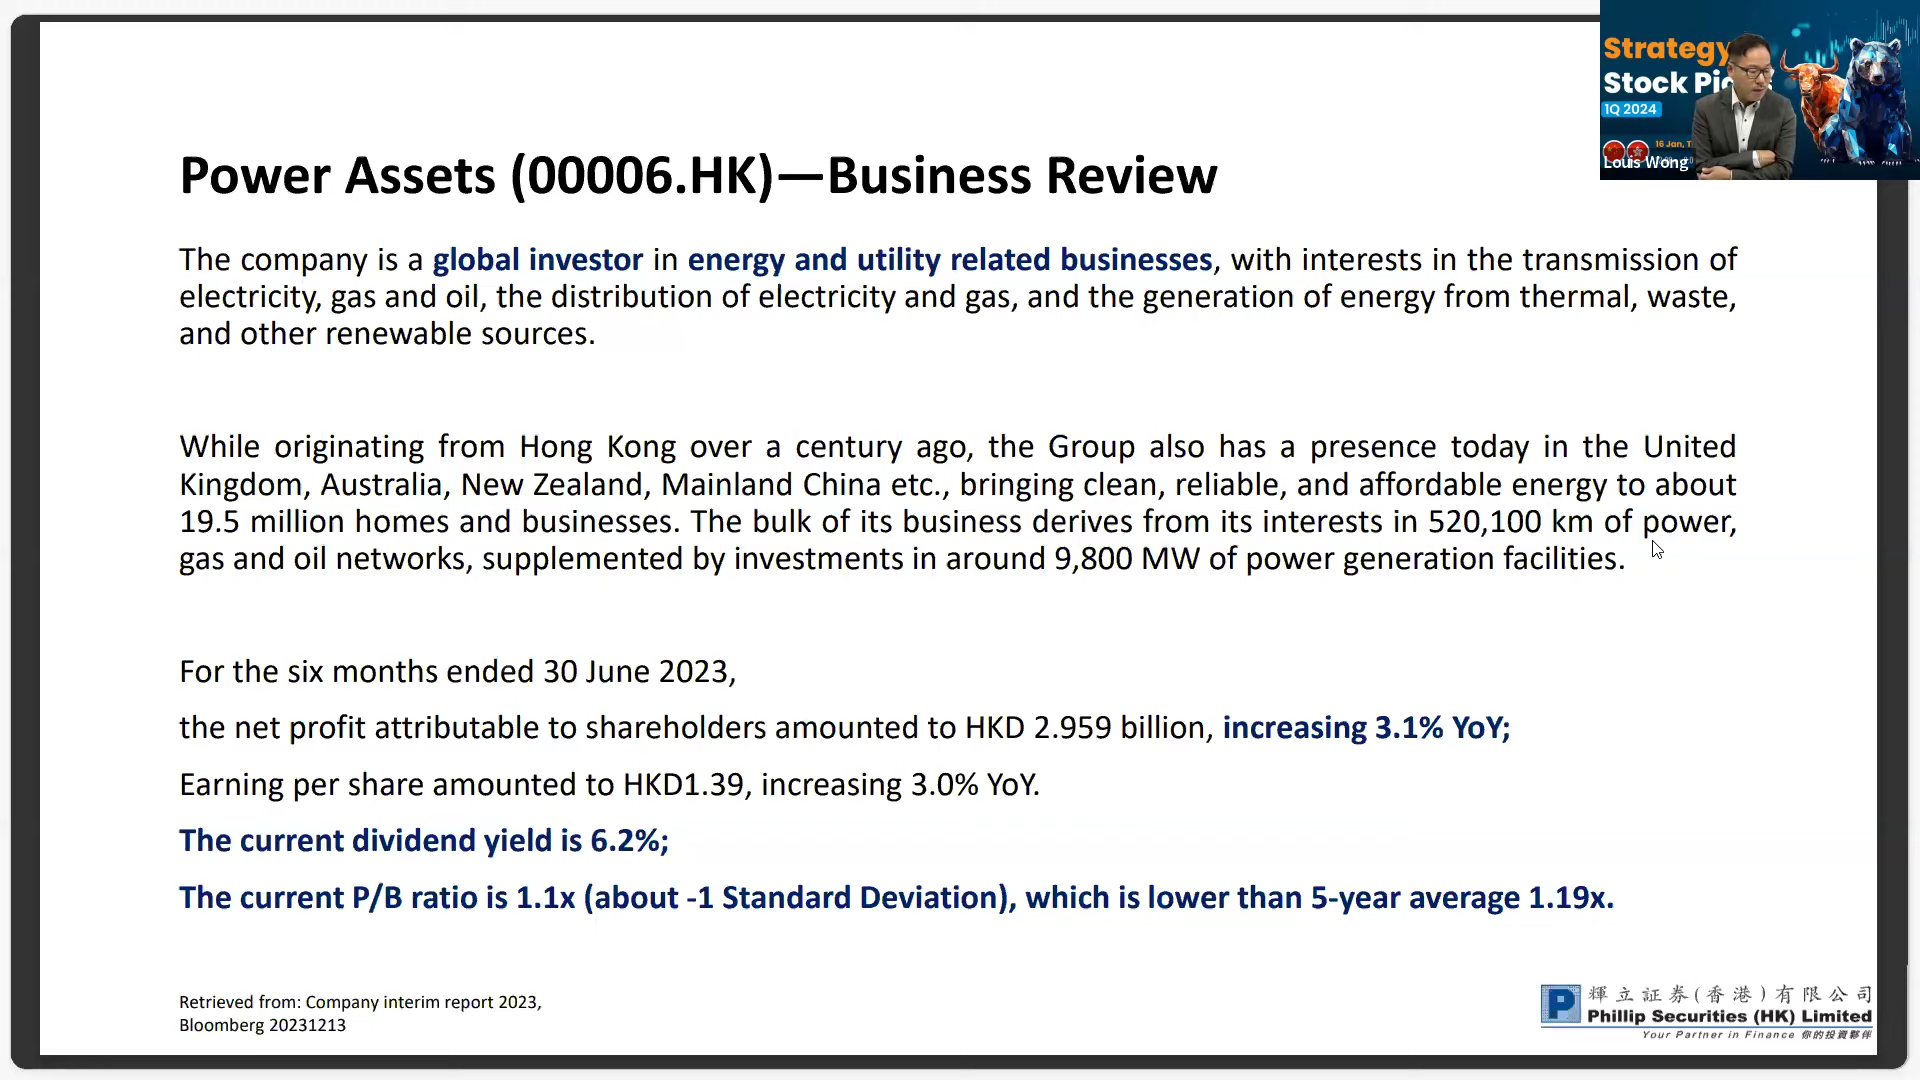 Strategy
Stock Pic
1Q 2024
16 Jan, T
Louis Wong
Power Assets (00006.HK)—Business Review
The company is a global investor in energy and utility related businesses, with interests in the transmission of
electricity, gas and oil, the distribution of electricity and gas, and the generation of energy from thermal, waste,
and other renewable sources.
While originating from Hong Kong over a century ago, the Group also has a presence today in the United
Kingdom, Australia, New Zealand, Mainland China etc., bringing clean, reliable, and affordable energy to about
19.5 million homes and businesses. The bulk of its business derives from its interests in 520,100 km of power,
gas and oil networks, supplemented by investments in around 9,800 MW of power generation facilities.
For the six months ended 30 June 2023,
the net profit attributable to shareholders amounted to HKD 2.959 billion, increasing 3.1% YoY;
Earning per share amounted to HKD1.39, increasing 3.0% YoY.
The current dividend yield is 6.2%;
The current P/B ratio is 1.1x (about -1 Standard Deviation), which is lower than 5-year average 1.19x.
Retrieved from: Company interim report 2023,
Bloomberg 20231213
輝立証券(香港)有限公司
Phillip Securities (HK) Limited
Your Partner in Finance 你的投資夥伴